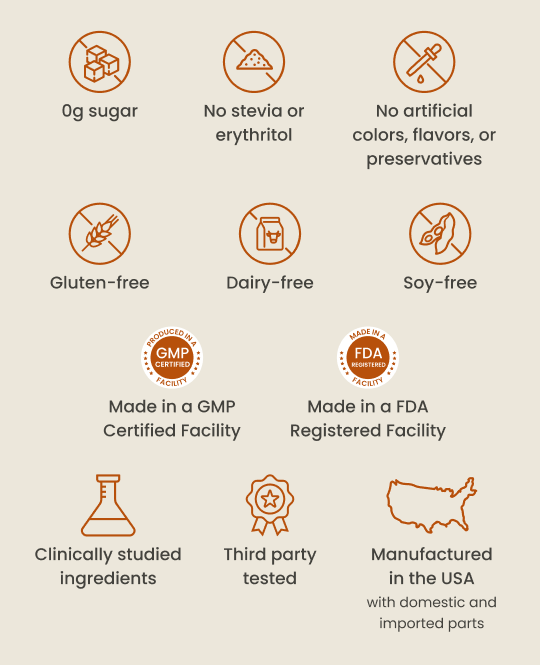 0g sugar
No stevia or
erythritol
No artificial
colors, flavors, or
preservatives
Gluten-free
Dairy-free
Soy-free
PRODUCED IN A
GMP
CERTIFIED
FACILITY
MADE IN A
FDA
REGISTERED
FACILITY
Made in a GMP
Certified Facility
Made in a FDA
Registered Facility
Clinically studied
ingredients
Third party
tested
Manufactured
in the USA
with domestic and
imported parts